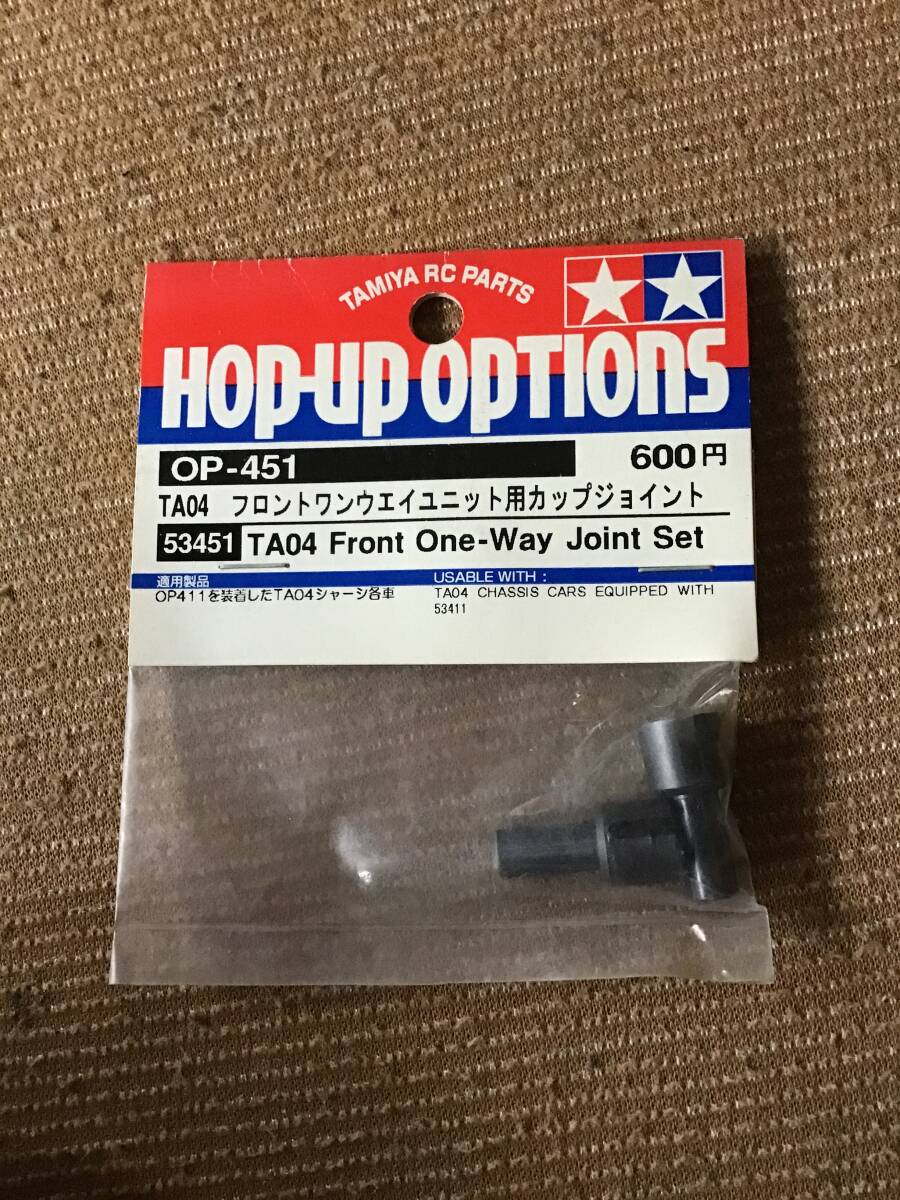 TAMIYA RC PARTS
HOP-UP OPTIONS
OP-451 600円
TA04 フロントワンウエイユニット用カップジョイント
53451 TA04 Front One-Way Joint Set
適用製品 USABLE WITH :
OP411を装着したTA04シャーシ各車 TA04 CHASSIS CARS EQUIPPED WITH
53411